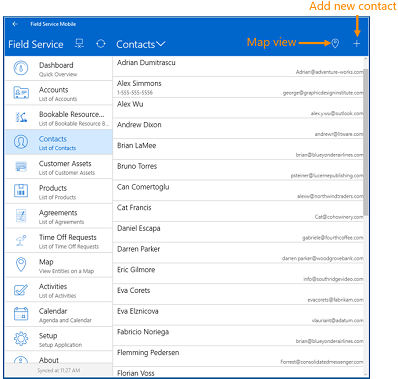 Add new contact
Map view
Field Service Mobile
Field Service
Contacts
Dashboard
Quick Overview
Accounts
List of Accounts
Bookable Resource...
List of Bookable Resource B...
Contacts
List of Contacts
Customer Assets
List of Customer Assets
Products
List of Products
Agreements
List of Agreements
Time Off Requests
List of Time Off Requests
Map
View Entities on a Map
Activities
List of Activities
Calendar
Agenda and Calendar
Setup
Setup Application
About
Synced at 11:27 AM
Adrian Dumitrascu
Adrian@adventure-works.com
Alex Simmons
1-555-555-5556
george@graphicdesigninstitute.com
Alex Wu
alex.y.wu@outlook.com
Andrew Dixon
andrewr@litware.com
Brian LaMee
brian@blueyonderairlines.com
Bruno Torres
psteiner@lucernepublishing.com
Can Comertoglu
alexw@northwindtraders.com
Cat Francis
Cat@cohowinery.com
Daniel Escapa
gabriele@fourthcoffee.com
Darren Parker
darren.parker@woodgrovebank.com
Eric Gilmore
info@southridgevideo.com
Eva Corets
evacorets@fabrikam.com
Eva Elznicova
vlauriant@adatum.com
Fabricio Noriega
brian@blueyonderairlines.com
Flemming Pedersen
Forrest@consolidatedmessenger.com
Florian Voss